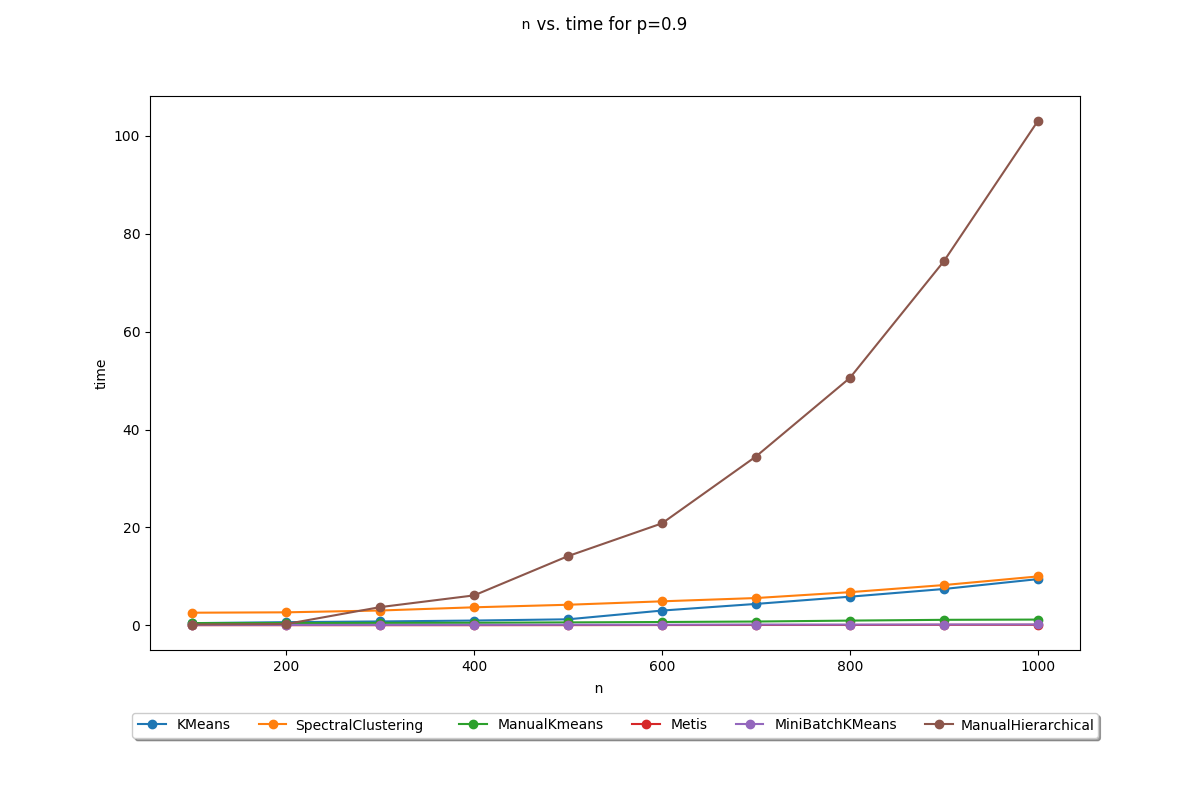 n vs. time for p=0.9
100
80
60
40
20
0
time
200 400 600 800 1000
n
KMeans SpectralClustering ManualKmeans Metis MiniBatchKMeans ManualHierarchical